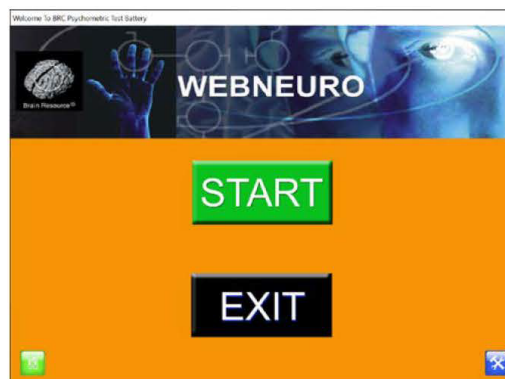 Welcome To BRC Psychometric Test Battery
WEBNEURO
Brain Resource®
START
EXIT